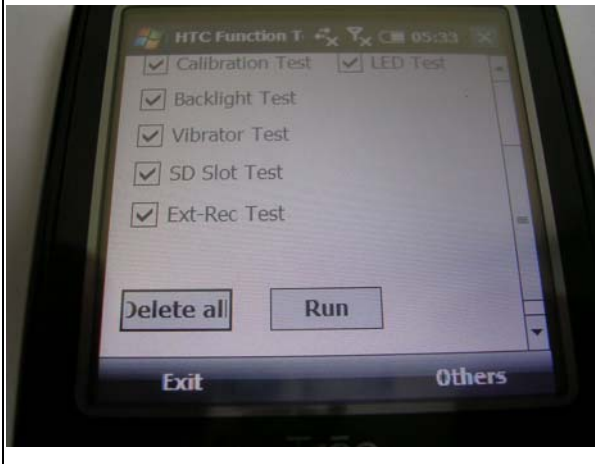 HTC Function T 05:33
Calibration Test LED Test
Backlight Test
Vibrator Test
SD Slot Test
Ext-Rec Test
Delete all Run
Exit Others